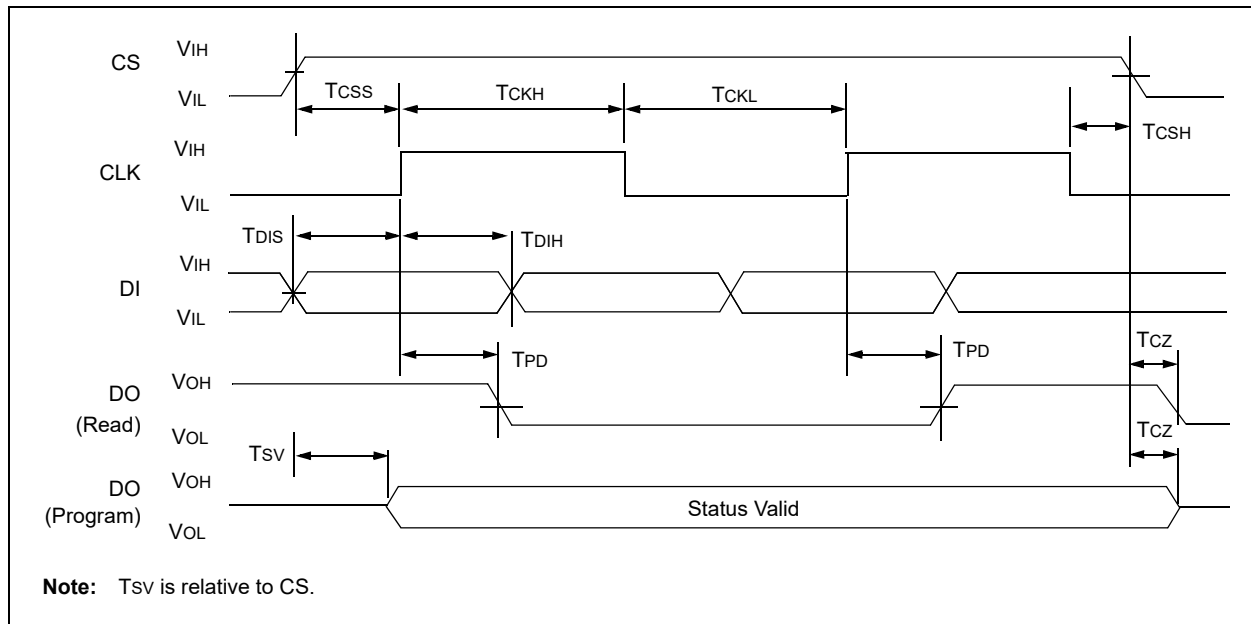 CS
VIH
VIL
TCSS
TCKH
TCKL
TCSH
CLK
VIH
VIL
TDIS
TDIH
DI
VIH
VIL
TPD
TPD
TCZ
DO
(Read)
VOH
VOL
TSV
TCZ
DO
(Program)
VOH
VOL
Status Valid
Note: TSV is relative to CS.